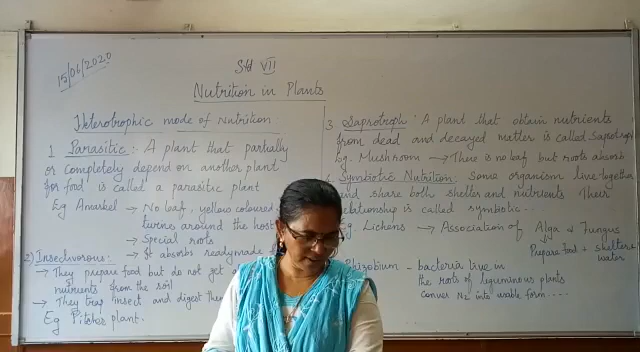 15/06/2020
Std VII
Nutrition in Plants
Heterotrophic mode of Nutrition
1 Parasitic : A plant that partially
or completely depend on another plant
for food is called a parasitic plant
Eg Amarbel → No leaf, yellow coloured
turns around the hos
→ Special roots
→ It absorbs readymade
2) Insectivorous :
→ They prepare food but do not get
nutrients from the soil
→ They trap insect and digest the
Eg Pitcher plant.
3. Saprotroph : A plant that obtain nutrients
from dead and decayed matter is called Saprotroph
Eg. Mushroom → There is no leaf but roots absorb
4. Symbiotic Nutrition : Some organism live together
and share both shelter and nutrients Their
relationship is called symbiotic..
Eg Lichens → Association of Alga & Fungus
Prepare food + shelter
water
Rhizobium - bacteria live in
the roots of leguminous plants
conver N2 into usable form ....